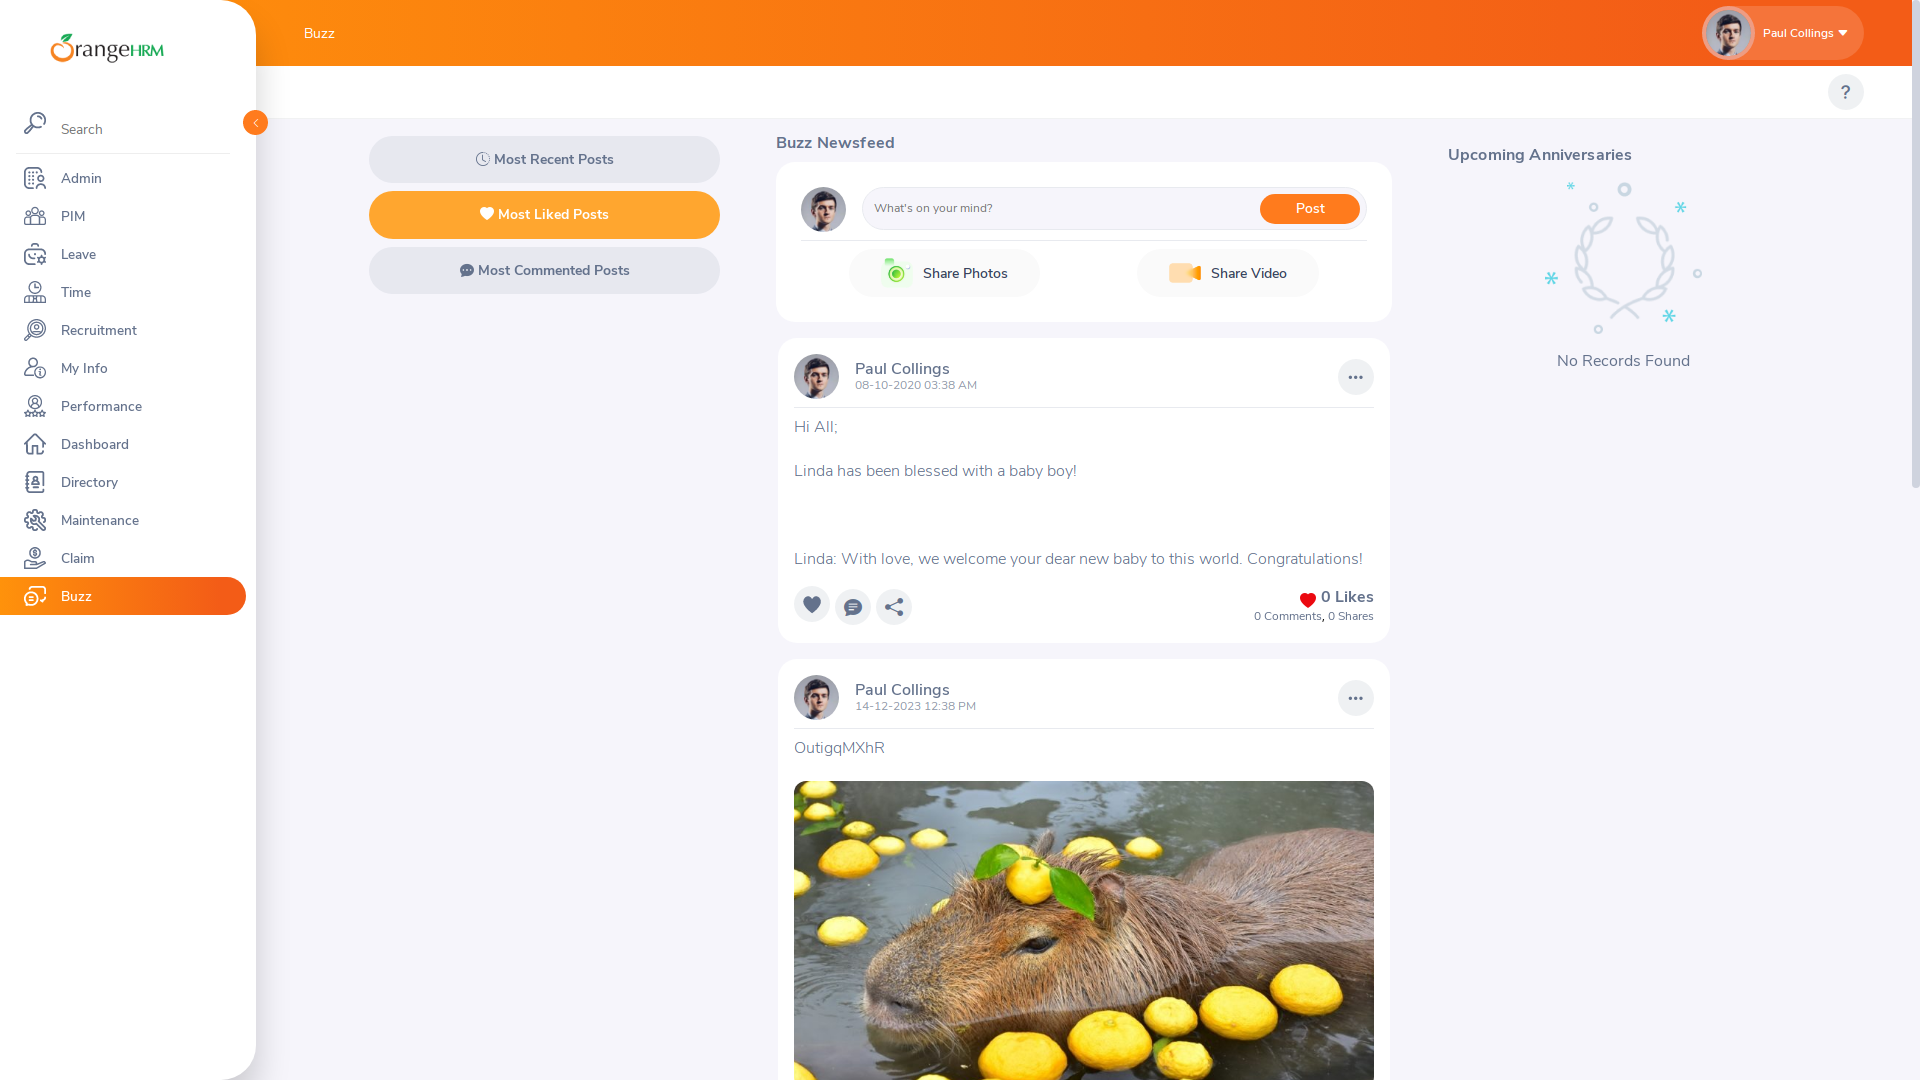 OrangeHRM
Search
Admin
PIM
Leave
Time
Recruitment
My Info
Performance
Dashboard
Directory
Maintenance
Claim
Buzz
Buzz
Paul Collings
?
Most Recent Posts
Most Liked Posts
Most Commented Posts
Buzz Newsfeed
What's on your mind?
Post
Share Photos
Share Video
Paul Collings
08-10-2020 03:38 AM
Hi All;
Linda has been blessed with a baby boy!
Linda: With love, we welcome your dear new baby to this world. Congratulations!
0 Likes
0 Comments, 0 Shares
Paul Collings
14-12-2023 12:38 PM
OutigqMXhR
Upcoming Anniversaries
No Records Found